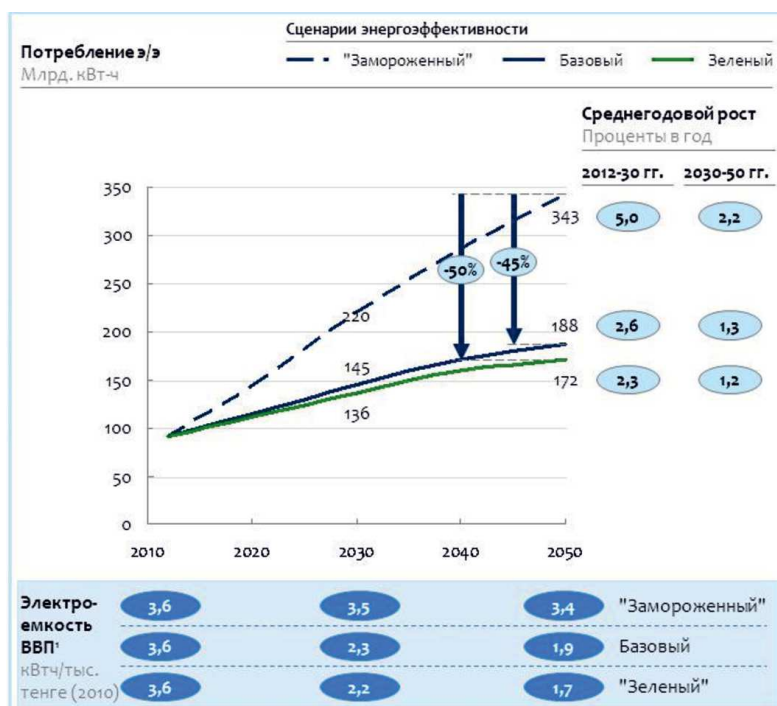 Сценарии энергоэффективности
Потребление э/э
Млрд. кВт-ч
"Замороженный"
Базовый
Зеленый
Среднегодовой рост
Проценты в год
2012-30 гг.
2030-50 гг.
350
300
250
200
150
100
50
0
2010
2020
2030
2040
2050
220
145
136
343
188
172
-50%
-45%
5,0
2,2
2,6
1,3
2,3
1,2
Электро-
емкость
ВВП¹
кВтч/тыс.
тенге (2010)
3,6
3,5
3,4
"Замороженный"
3,6
2,3
1,9
Базовый
3,6
2,2
1,7
"Зеленый"